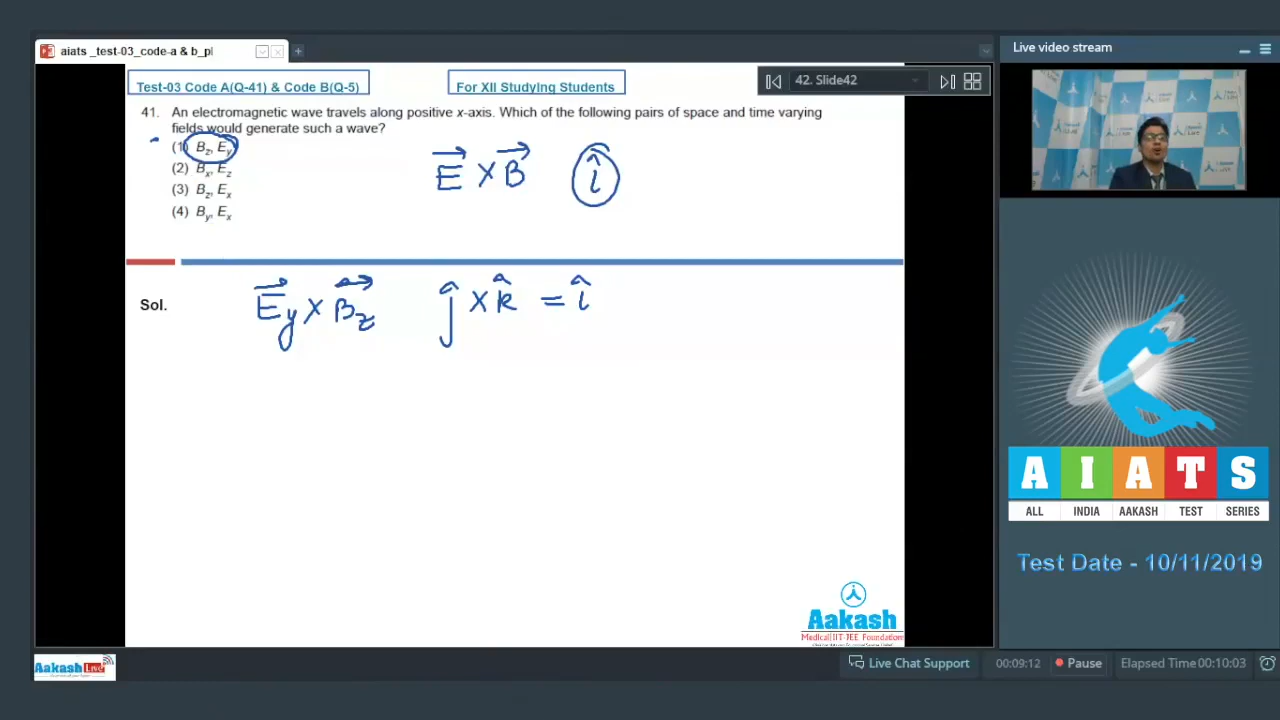 aiats _test-03_code-a & b_p
Live video stream
Test-03 Code A(Q-41) & Code B(Q-5)
For XII Studying Students
42. Slide42
41. An electromagnetic wave travels along positive x-axis. Which of the following pairs of space and time varying
fields would generate such a wave?
(1) Bz, Ey
(2) Bx, Ez
(3) Bz, Ex
(4) By, Ex
E × B î
Sol. Ey × Bz ĵ × k̂ = î
A I A T S
ALL INDIA AAKASH TEST SERIES
Test Date - 10/11/2019
Aakash
Medical|IIT-JEE|Foundations
Aakash Live
Live Chat Support
00:09:12
Pause
Elapsed Time 00:10:03